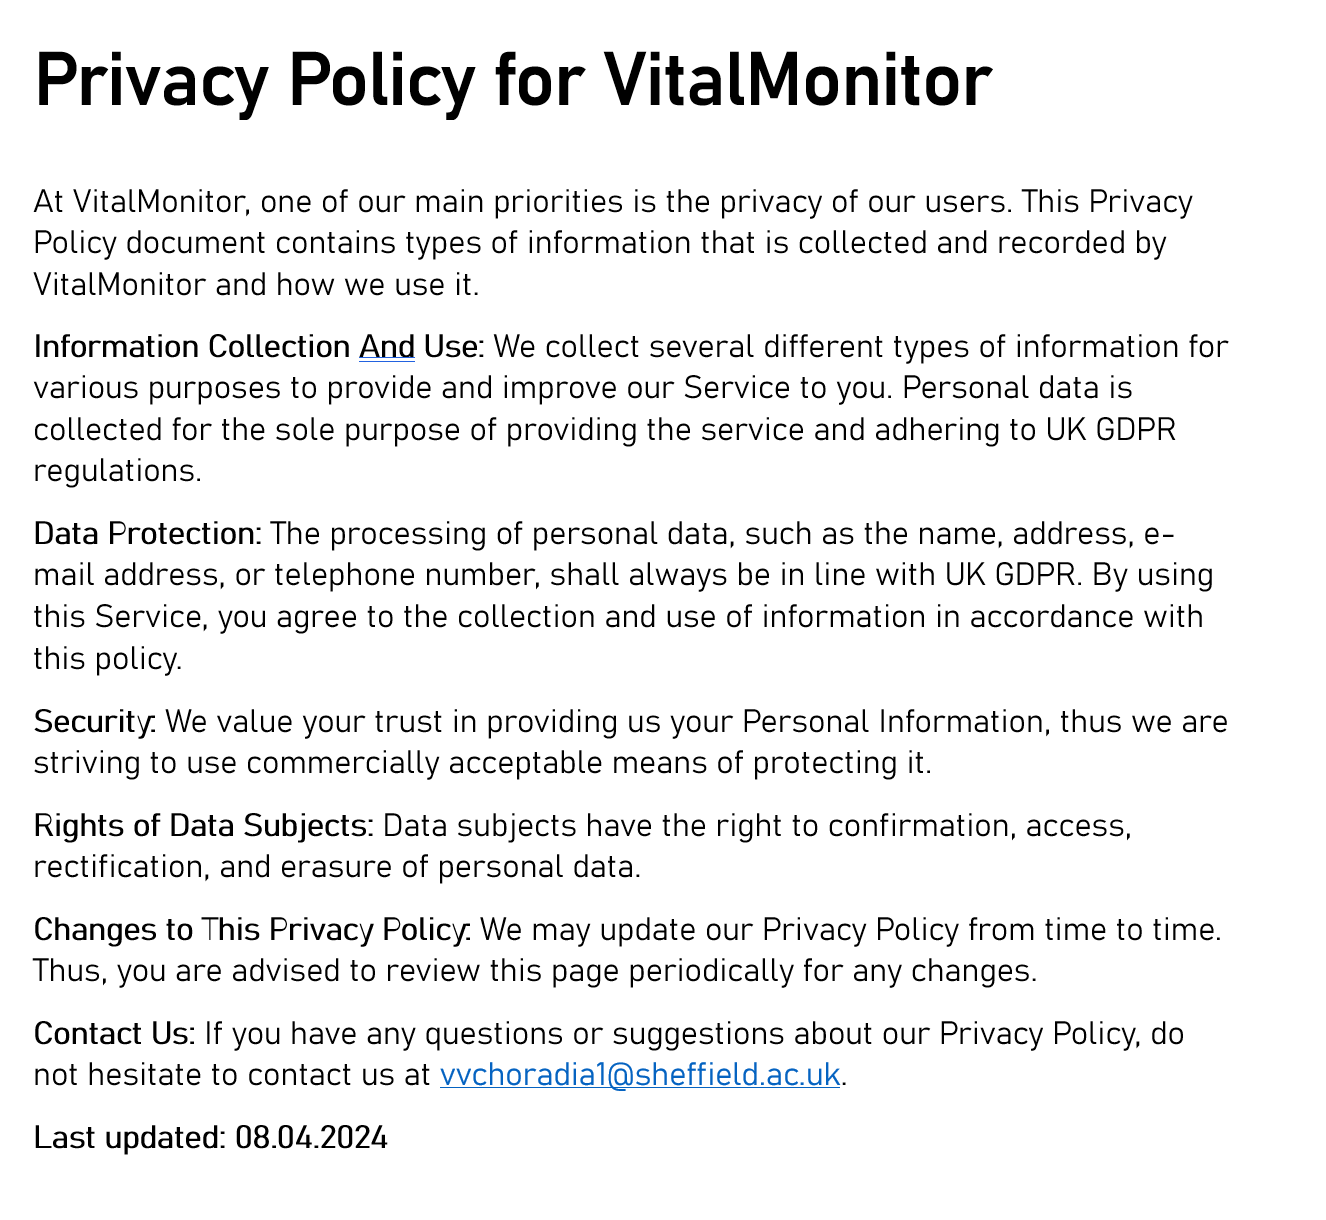 Privacy Policy for VitalMonitor
At VitalMonitor, one of our main priorities is the privacy of our users. This Privacy
Policy document contains types of information that is collected and recorded by
VitalMonitor and how we use it.
Information Collection And Use: We collect several different types of information for
various purposes to provide and improve our Service to you. Personal data is
collected for the sole purpose of providing the service and adhering to UK GDPR
regulations.
Data Protection: The processing of personal data, such as the name, address, e-
mail address, or telephone number, shall always be in line with UK GDPR. By using
this Service, you agree to the collection and use of information in accordance with
this policy.
Security: We value your trust in providing us your Personal Information, thus we are
striving to use commercially acceptable means of protecting it.
Rights of Data Subjects: Data subjects have the right to confirmation, access,
rectification, and erasure of personal data.
Changes to This Privacy Policy: We may update our Privacy Policy from time to time.
Thus, you are advised to review this page periodically for any changes.
Contact Us: If you have any questions or suggestions about our Privacy Policy, do
not hesitate to contact us at vvchoradia1@sheffield.ac.uk.
Last updated: 08.04.2024